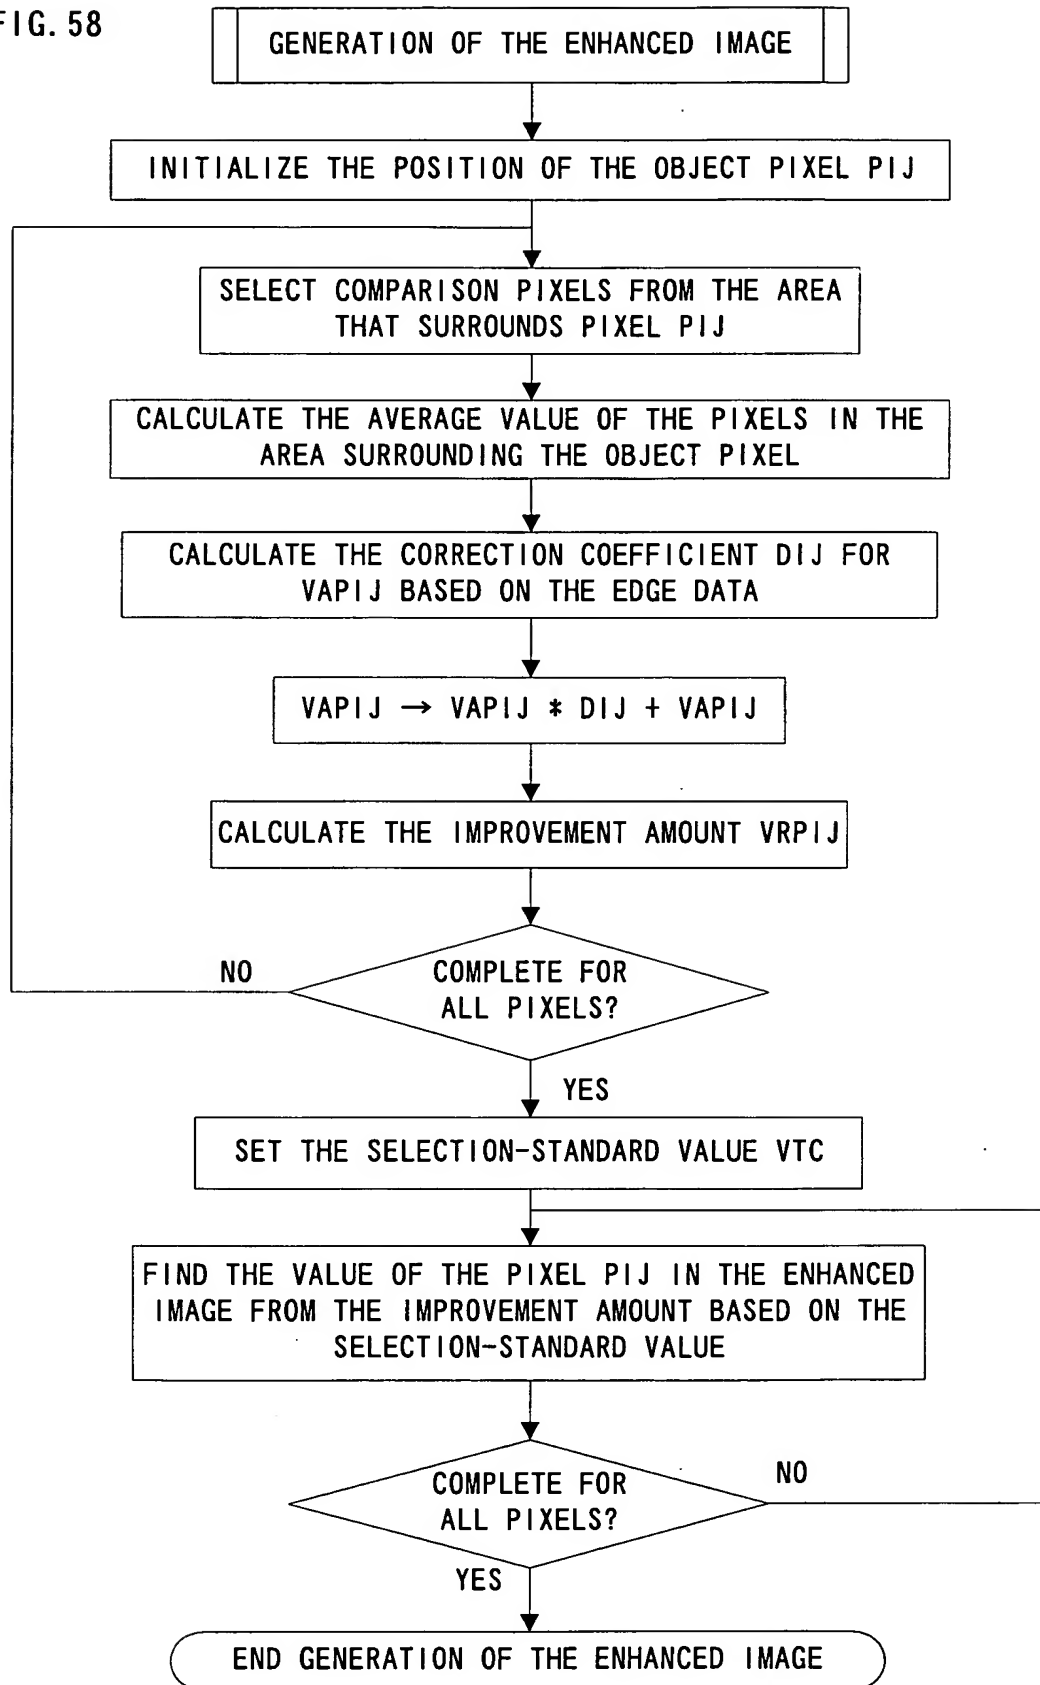 FIG. 58
GENERATION OF THE ENHANCED IMAGE
INITIALIZE THE POSITION OF THE OBJECT PIXEL PIJ
SELECT COMPARISON PIXELS FROM THE AREA
THAT SURROUNDS PIXEL PIJ
CALCULATE THE AVERAGE VALUE OF THE PIXELS IN THE
AREA SURROUNDING THE OBJECT PIXEL
CALCULATE THE CORRECTION COEFFICIENT DIJ FOR
VAPIJ BASED ON THE EDGE DATA
VAPIJ → VAPIJ * DIJ + VAPIJ
CALCULATE THE IMPROVEMENT AMOUNT VRPIJ
NO
COMPLETE FOR
ALL PIXELS?
YES
SET THE SELECTION-STANDARD VALUE VTC
FIND THE VALUE OF THE PIXEL PIJ IN THE ENHANCED
IMAGE FROM THE IMPROVEMENT AMOUNT BASED ON THE
SELECTION-STANDARD VALUE
NO
COMPLETE FOR
ALL PIXELS?
YES
END GENERATION OF THE ENHANCED IMAGE